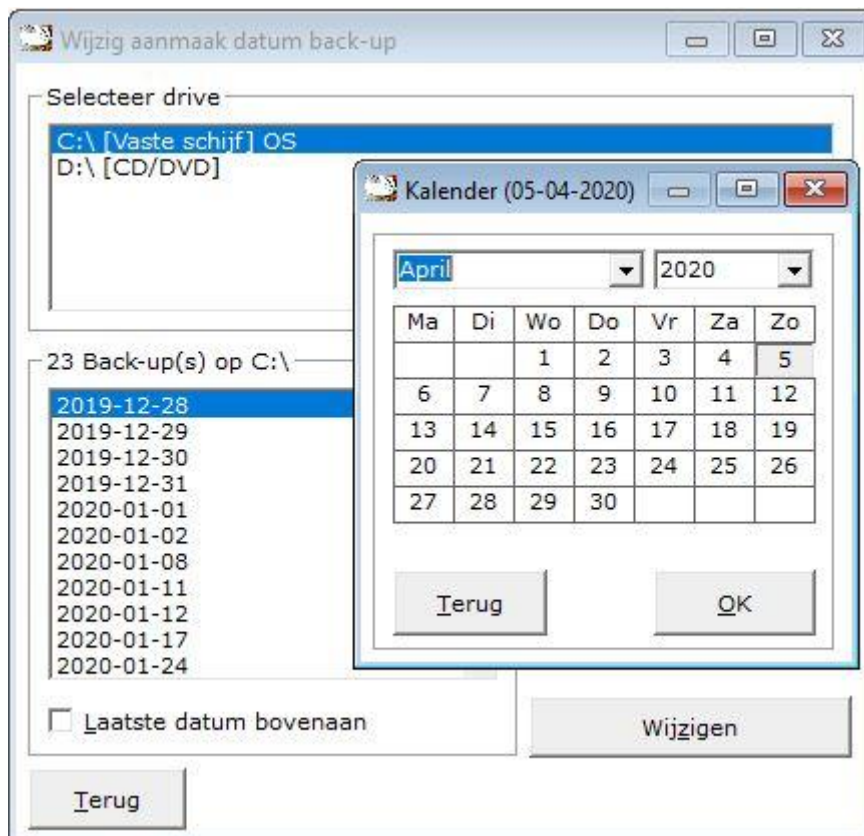 Wijzig aanmaak datum back-up
Selecteer drive
C:\ [Vaste schijf] OS
D:\ [CD/DVD]
Kalender (05-04-2020)
April 2020
Ma Di Wo Do Vr Za Zo
1 2 3 4 5
6 7 8 9 10 11 12
13 14 15 16 17 18 19
20 21 22 23 24 25 26
27 28 29 30
Terug OK
23 Back-up(s) op C:\
2019-12-28
2019-12-29
2019-12-30
2019-12-31
2020-01-01
2020-01-02
2020-01-08
2020-01-11
2020-01-12
2020-01-17
2020-01-24
Laatste datum bovenaan
Wijzigen
Terug